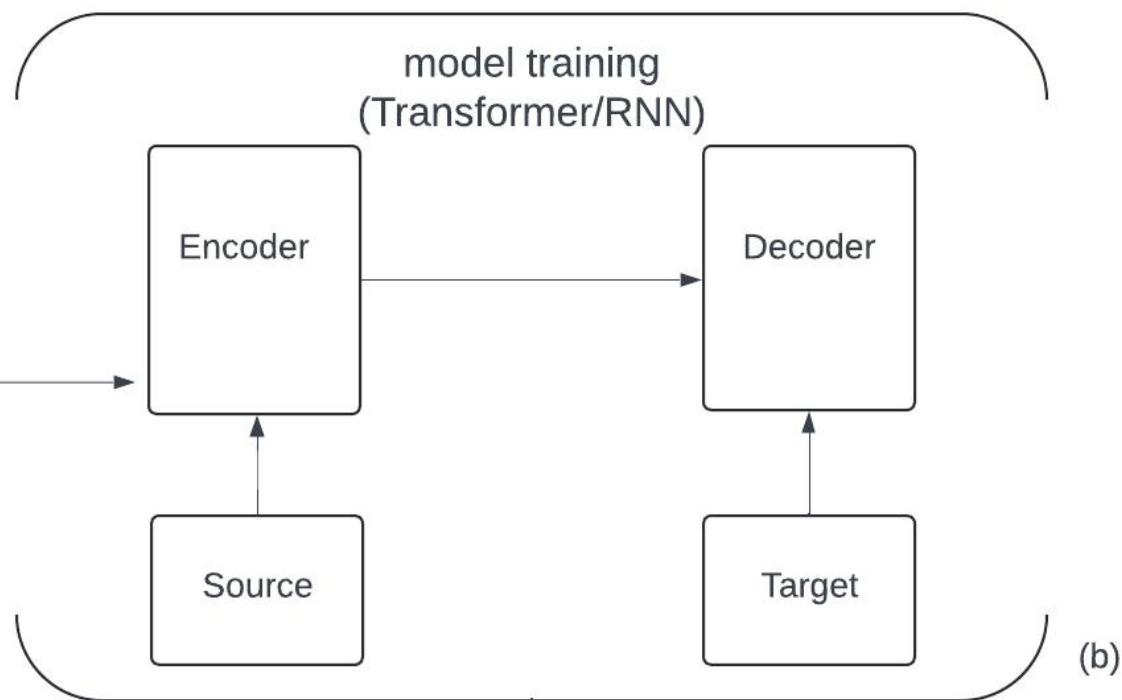 model training
(Transformer/RNN)
Encoder
Decoder
Source
Target
(b)